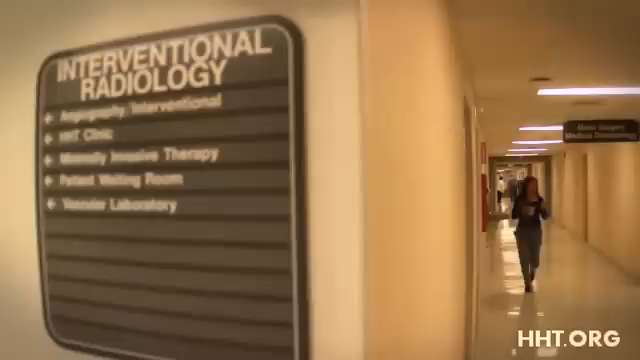 INTERVENTIONAL
RADIOLOGY
Angiography/Interventional
HHT Clinic
Minimally Invasive Therapy
Patient Waiting Room
Vascular Laboratory
HHT.ORG